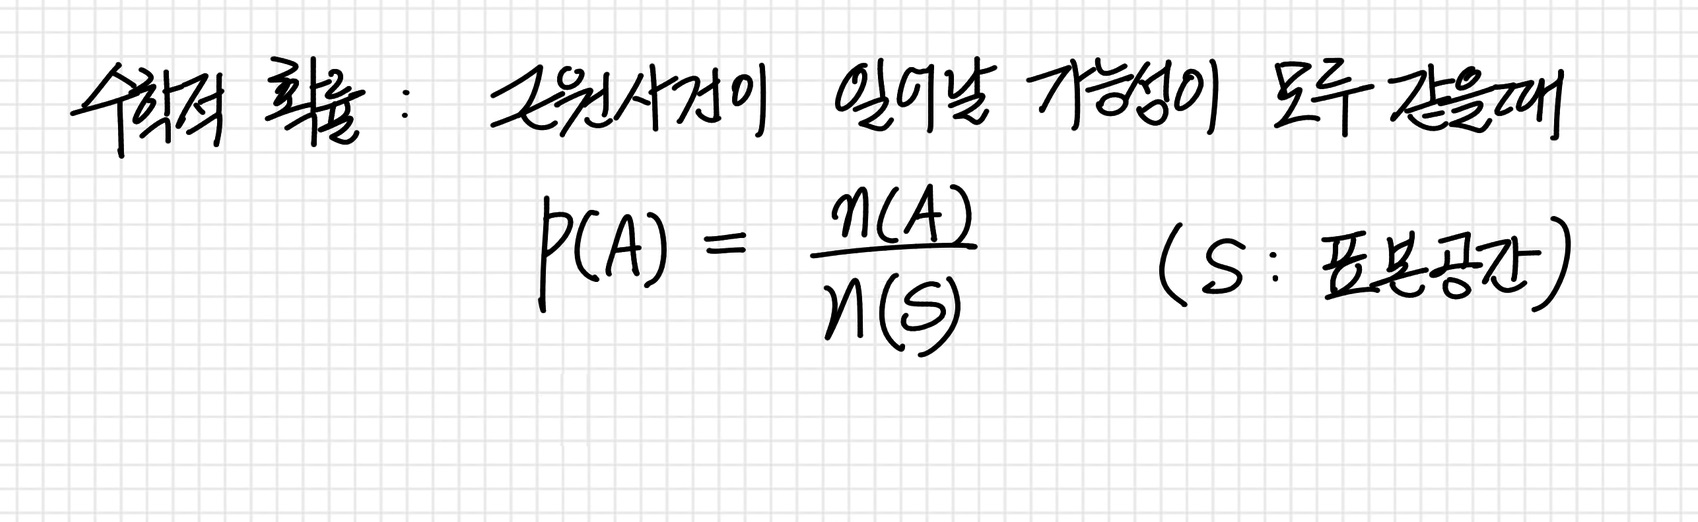 수학적 확률 : 근원사건이 일어날 가능성이 모두 같을때
P(A) = n(A)/n(S) (S : 표본공간)